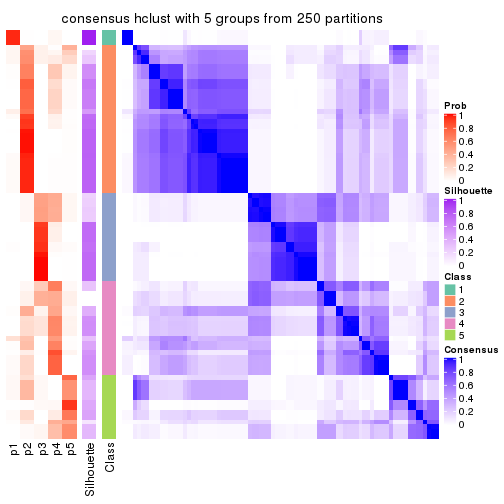 consensus hclust with 5 groups from 250 partitions
Prob
1
0.8
0.6
0.4
0.2
0
Silhouette
1
0.8
0.6
0.4
0.2
0
Class
1
2
3
4
5
Consensus
1
0.8
0.6
0.4
0.2
0
p1
p2
p3
p4
p5
Silhouette
Class